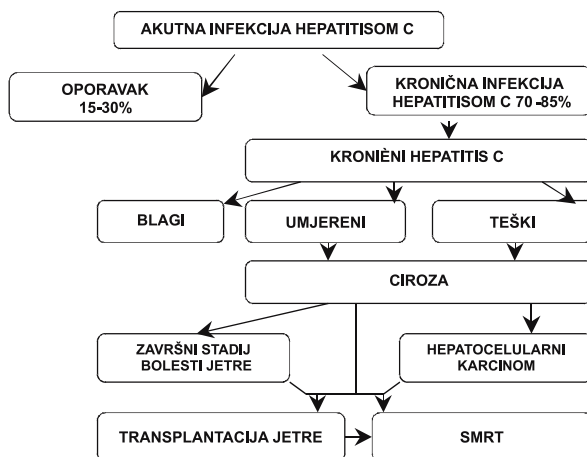 AKUTNA INFEKCIJA HEPATITISOM C
OPORAVAK
15-30%
KRONIČNA INFEKCIJA
HEPATITISOM C 70-85%
KRONIÈNI HEPATITIS C
BLAGI
UMJERENI
TEŠKI
CIROZA
ZAVRŠNI STADIJ
BOLESTI JETRE
HEPATOCELULARNI
KARCINOM
TRANSPLANTACIJA JETRE
SMRT